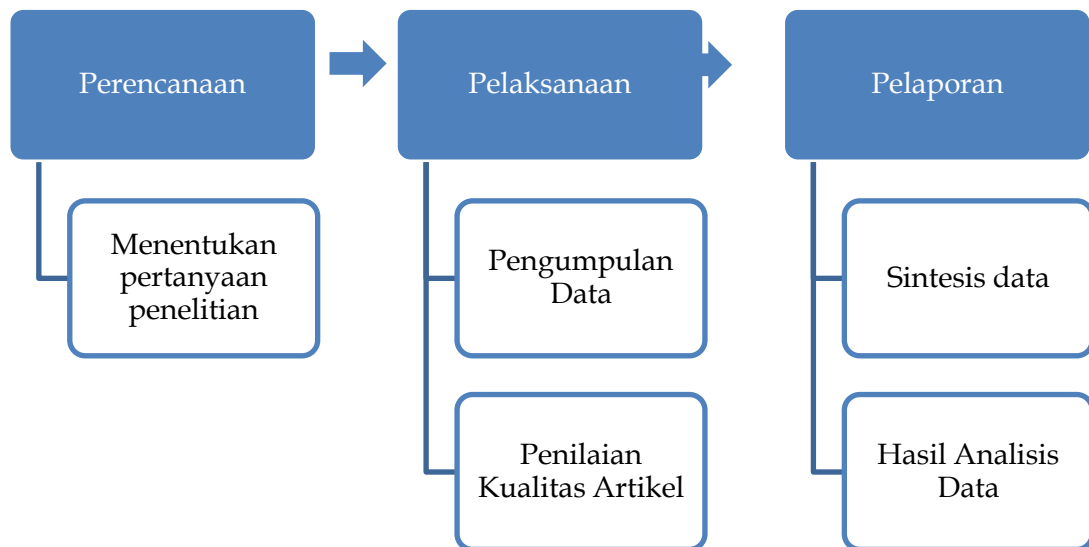 Perencanaan
Pelaksanaan
Pelaporan
Menentukan
pertanyaan
penelitian
Pengumpulan
Data
Sintesis data
Penilaian
Kualitas Artikel
Hasil Analisis
Data